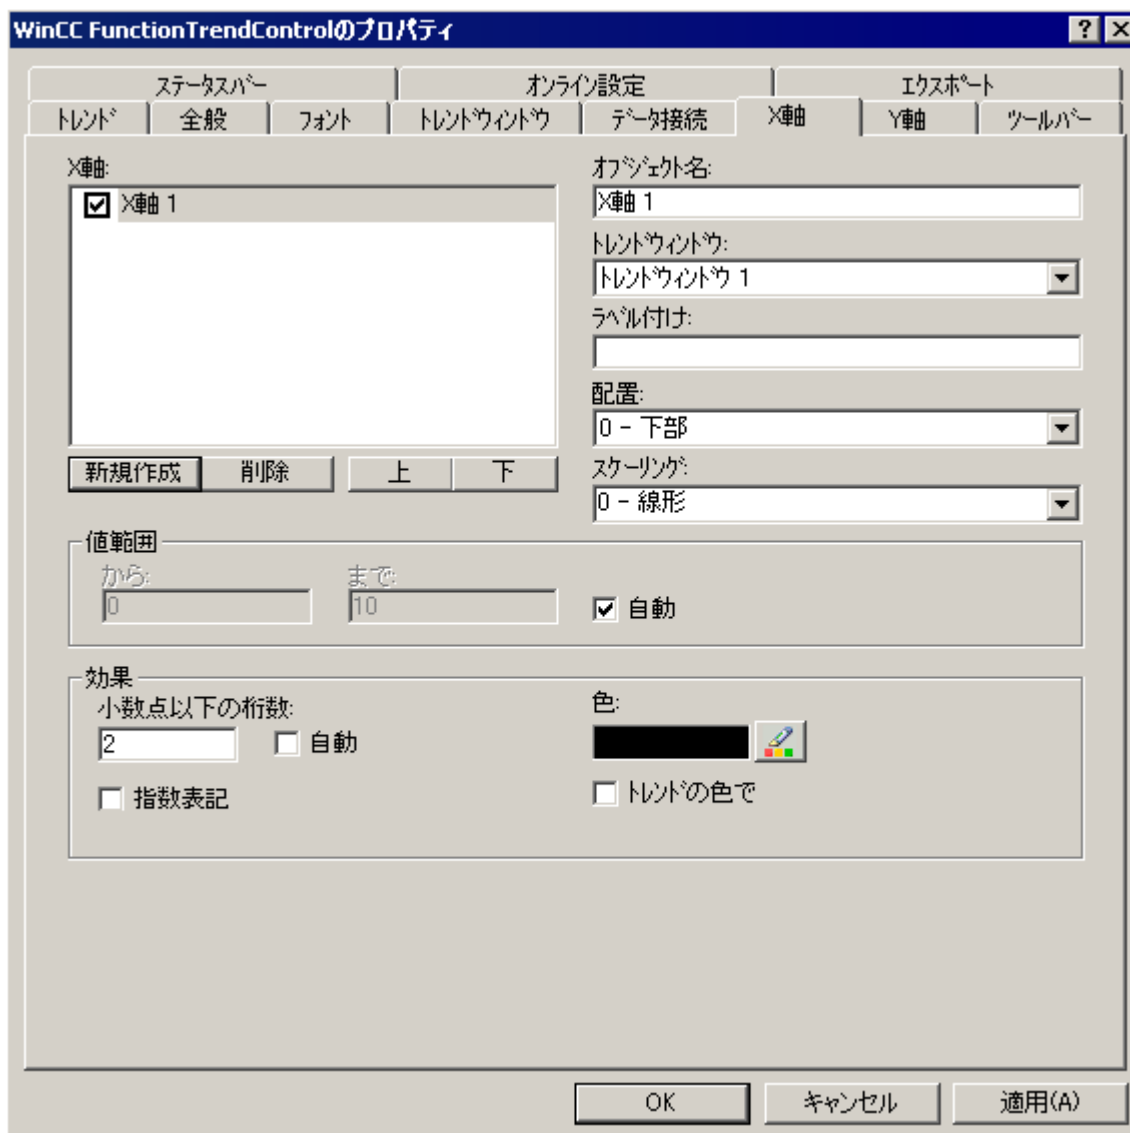 WinCC FunctionTrendControlのプロパティ
ステータスバー オンライン設定 エクスポート
トレンド 全般 フォント トレンドウィンドウ データ接続 X軸 Y軸 ツールバー
X軸:
X軸 1
新規作成 削除 上 下
オブジェクト名:
X軸 1
トレンドウィンドウ:
トレンドウィンドウ 1
ラベル付け:
配置:
0 - 下部
スケーリング:
0 - 線形
値範囲
から: まで:
0 10 自動
効果
小数点以下の桁数: 色:
2 自動
指数表記 トレンドの色で
OK キャンセル 適用(A)